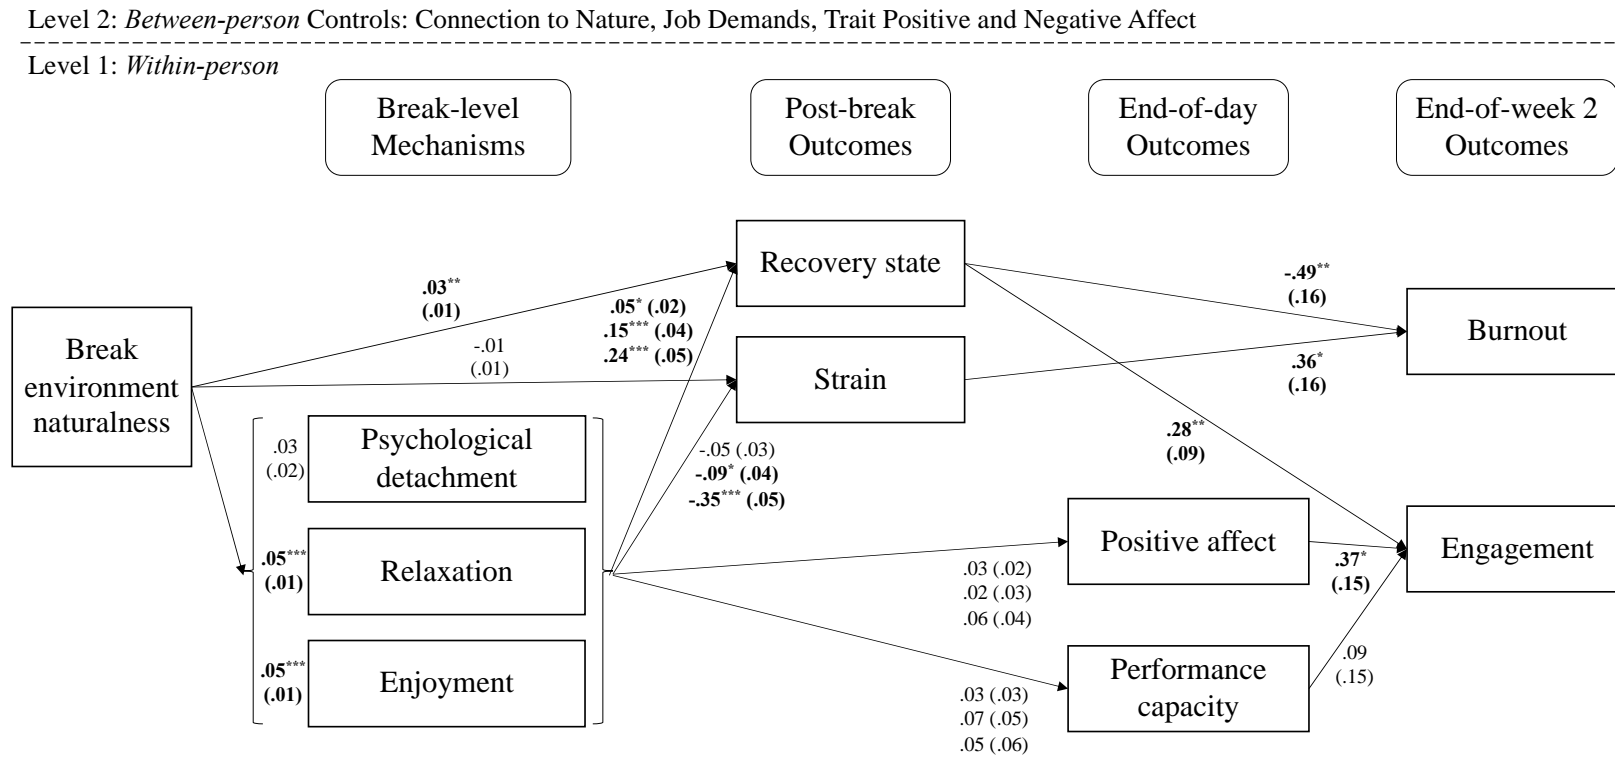 Level 2: Between-person Controls: Connection to Nature, Job Demands, Trait Positive and Negative Affect
Level 1: Within-person
Break-level
Mechanisms
Post-break
Outcomes
End-of-day
Outcomes
End-of-week 2
Outcomes
Break
environment
naturalness
.03**
(.01)
-.01
(.01)
.03
(.02)
Psychological
detachment
.05***
(.01)
Relaxation
.05***
(.01)
Enjoyment
.05* (.02)
.15*** (.04)
.24*** (.05)
Recovery state
Strain
-.05 (.03)
-.09* (.04)
-.35*** (.05)
.03 (.02)
.02 (.03)
.06 (.04)
.03 (.03)
.07 (.05)
.05 (.06)
Positive affect
Performance
capacity
-.49**
(.16)
.36*
(.16)
.28**
(.09)
.37*
(.15)
.09
(.15)
Burnout
Engagement